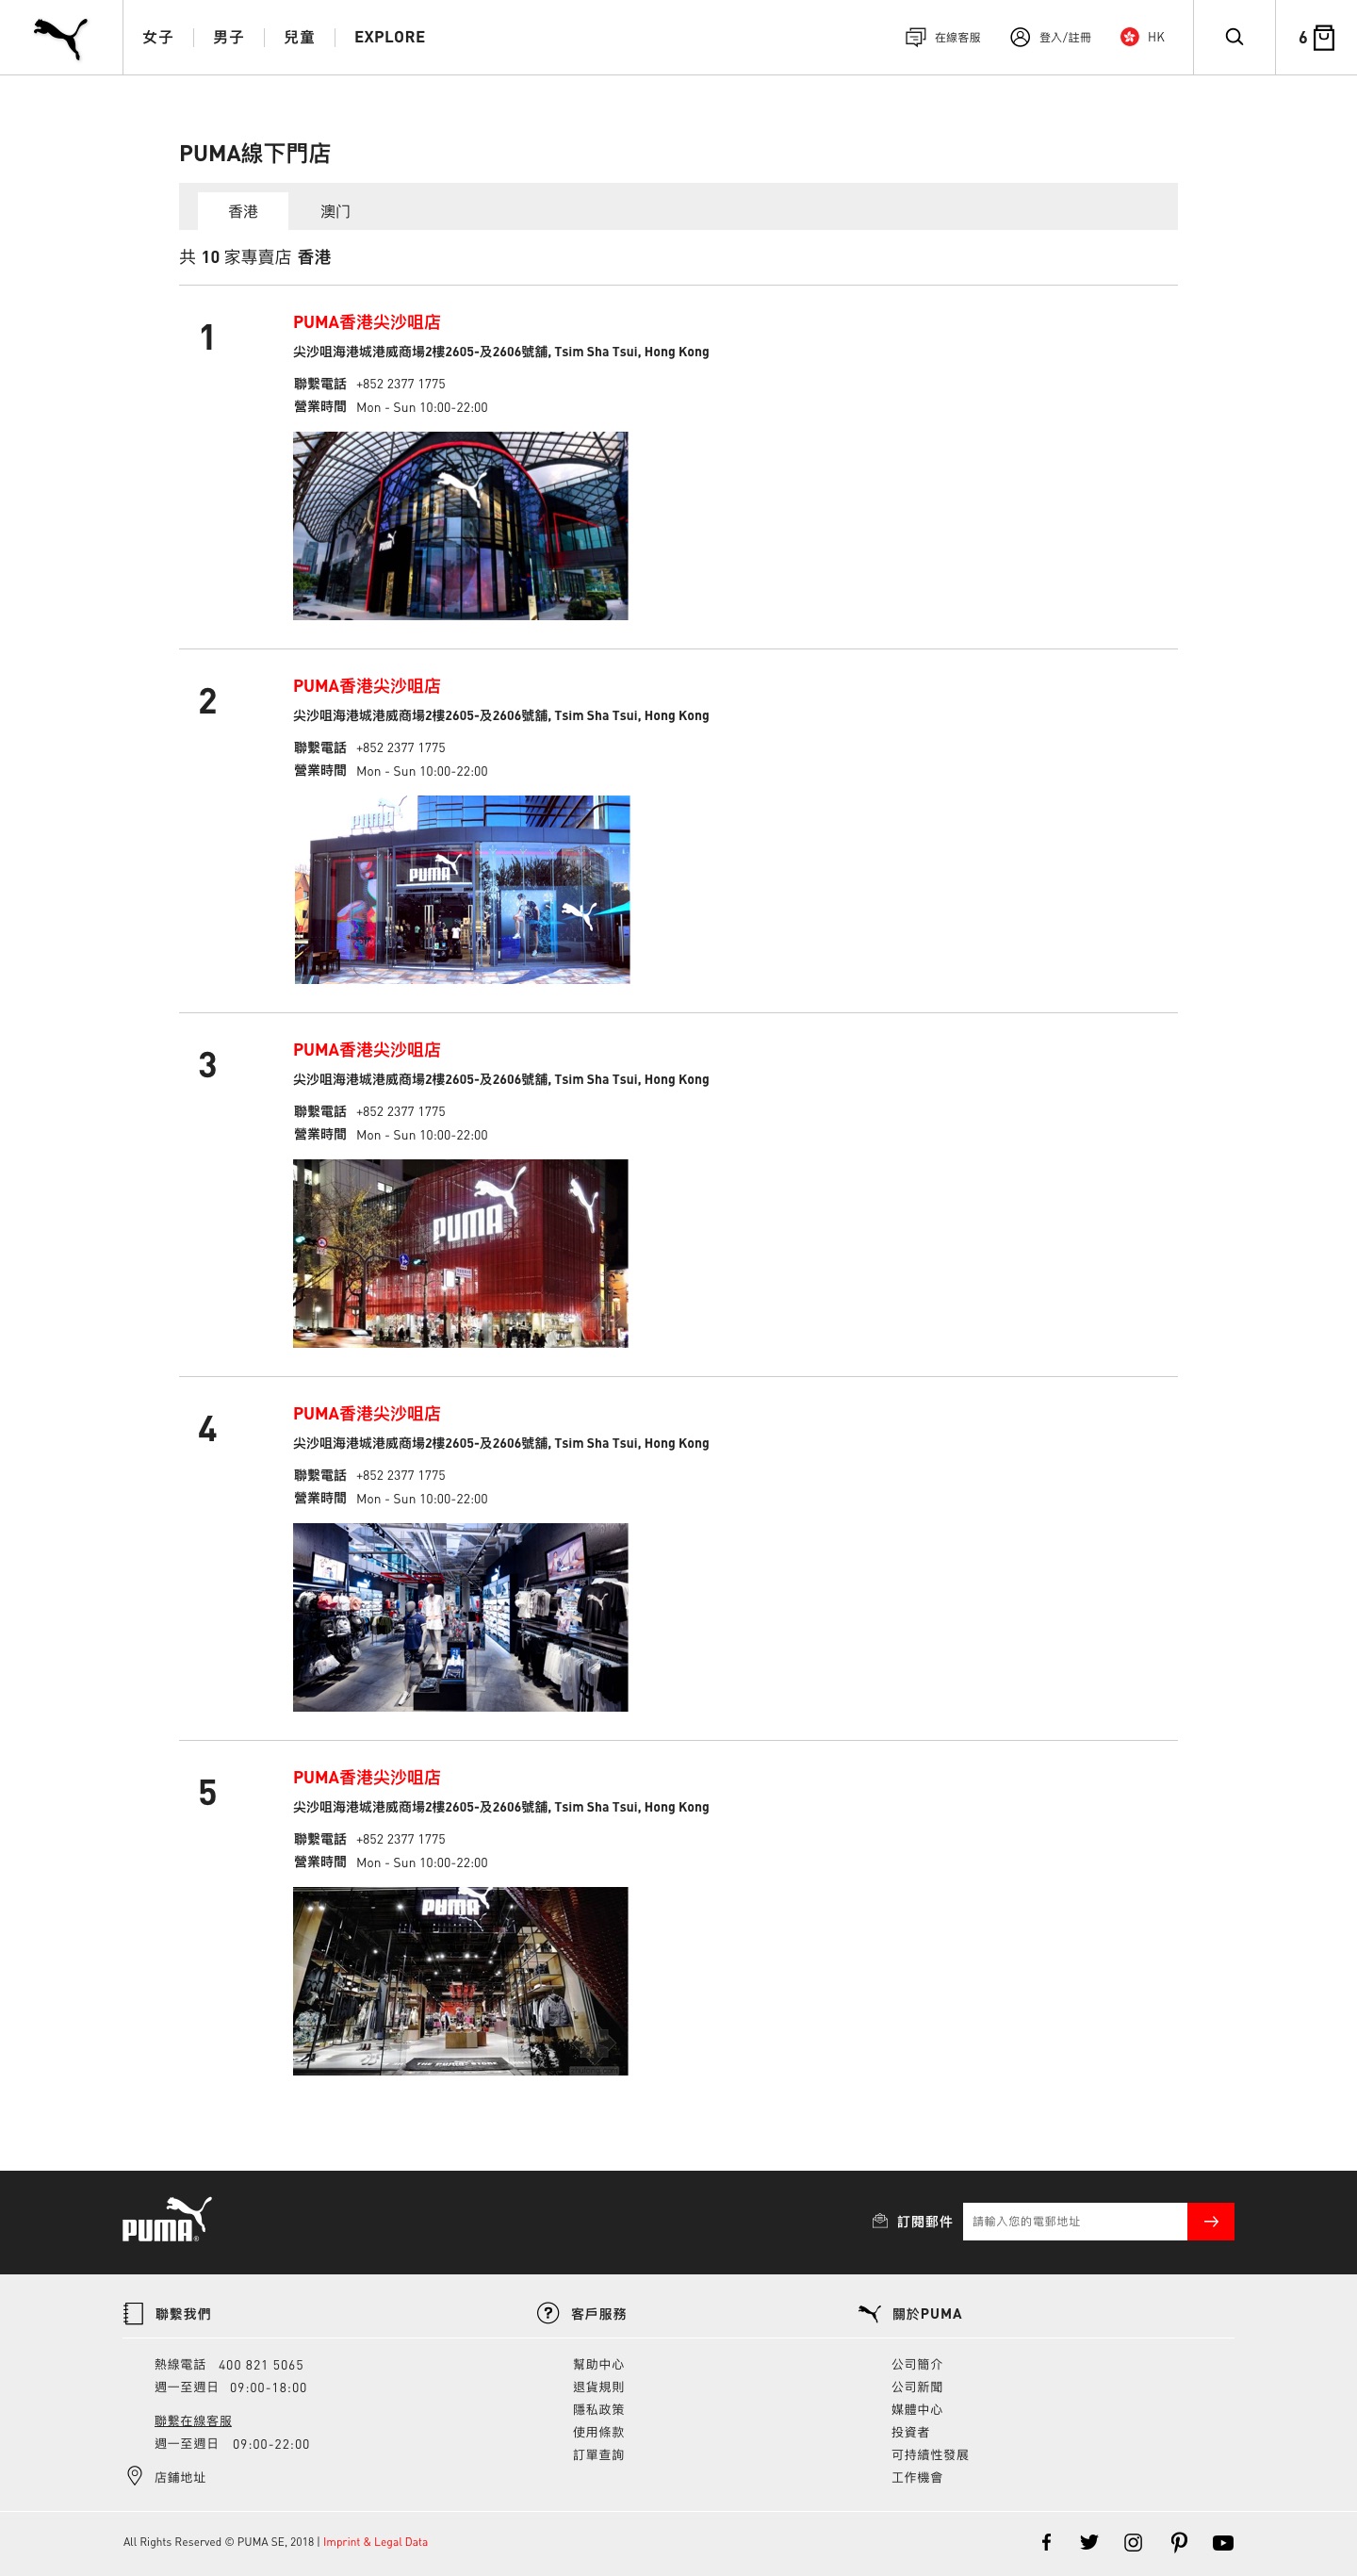 女子 男子 兒童 EXPLORE 在線客服 登入/註冊 HK 6
PUMA線下門店
香港 澳门
共 10 家專賣店 香港
1
PUMA香港尖沙咀店
尖沙咀海港城港威商場2樓2605-及2606號舖, Tsim Sha Tsui, Hong Kong
聯繫電話 +852 2377 1775
營業時間 Mon - Sun 10:00-22:00
PUMA
2
PUMA香港尖沙咀店
尖沙咀海港城港威商場2樓2605-及2606號舖, Tsim Sha Tsui, Hong Kong
聯繫電話 +852 2377 1775
營業時間 Mon - Sun 10:00-22:00
PUMA
PUMA
3
PUMA香港尖沙咀店
尖沙咀海港城港威商場2樓2605-及2606號舖, Tsim Sha Tsui, Hong Kong
聯繫電話 +852 2377 1775
營業時間 Mon - Sun 10:00-22:00
PUMA
4
PUMA香港尖沙咀店
尖沙咀海港城港威商場2樓2605-及2606號舖, Tsim Sha Tsui, Hong Kong
聯繫電話 +852 2377 1775
營業時間 Mon - Sun 10:00-22:00
5
PUMA香港尖沙咀店
尖沙咀海港城港威商場2樓2605-及2606號舖, Tsim Sha Tsui, Hong Kong
聯繫電話 +852 2377 1775
營業時間 Mon - Sun 10:00-22:00
PUMA
THE PUMA STORE
PUMA® 訂閱郵件 請輸入您的電郵地址
聯繫我們
熱線電話 400 821 5065
週一至週日 09:00-18:00
聯繫在線客服
週一至週日 09:00-22:00
店鋪地址
客戶服務
幫助中心
退貨規則
隱私政策
使用條款
訂單查詢
關於PUMA
公司簡介
公司新聞
媒體中心
投資者
可持續性發展
工作機會
All Rights Reserved © PUMA SE, 2018 | Imprint & Legal Data